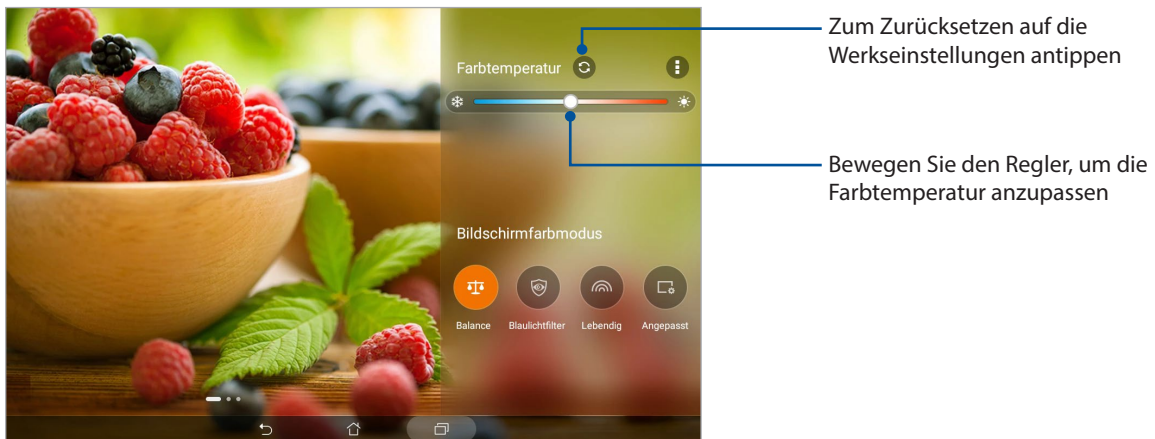 Zum Zurücksetzen auf die
Werkseinstellungen antippen
Farbtemperatur
Bewegen Sie den Regler, um die
Farbtemperatur anzupassen
Bildschirmfarbmodus
Balance Blaulichtfilter Lebendig Angepasst